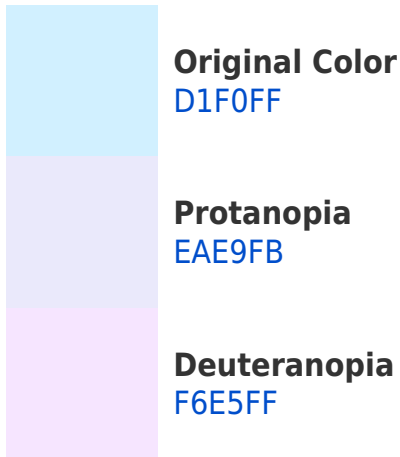 Original Color
D1F0FF
Protanopia
EAE9FB
Deuteranopia
F6E5FF